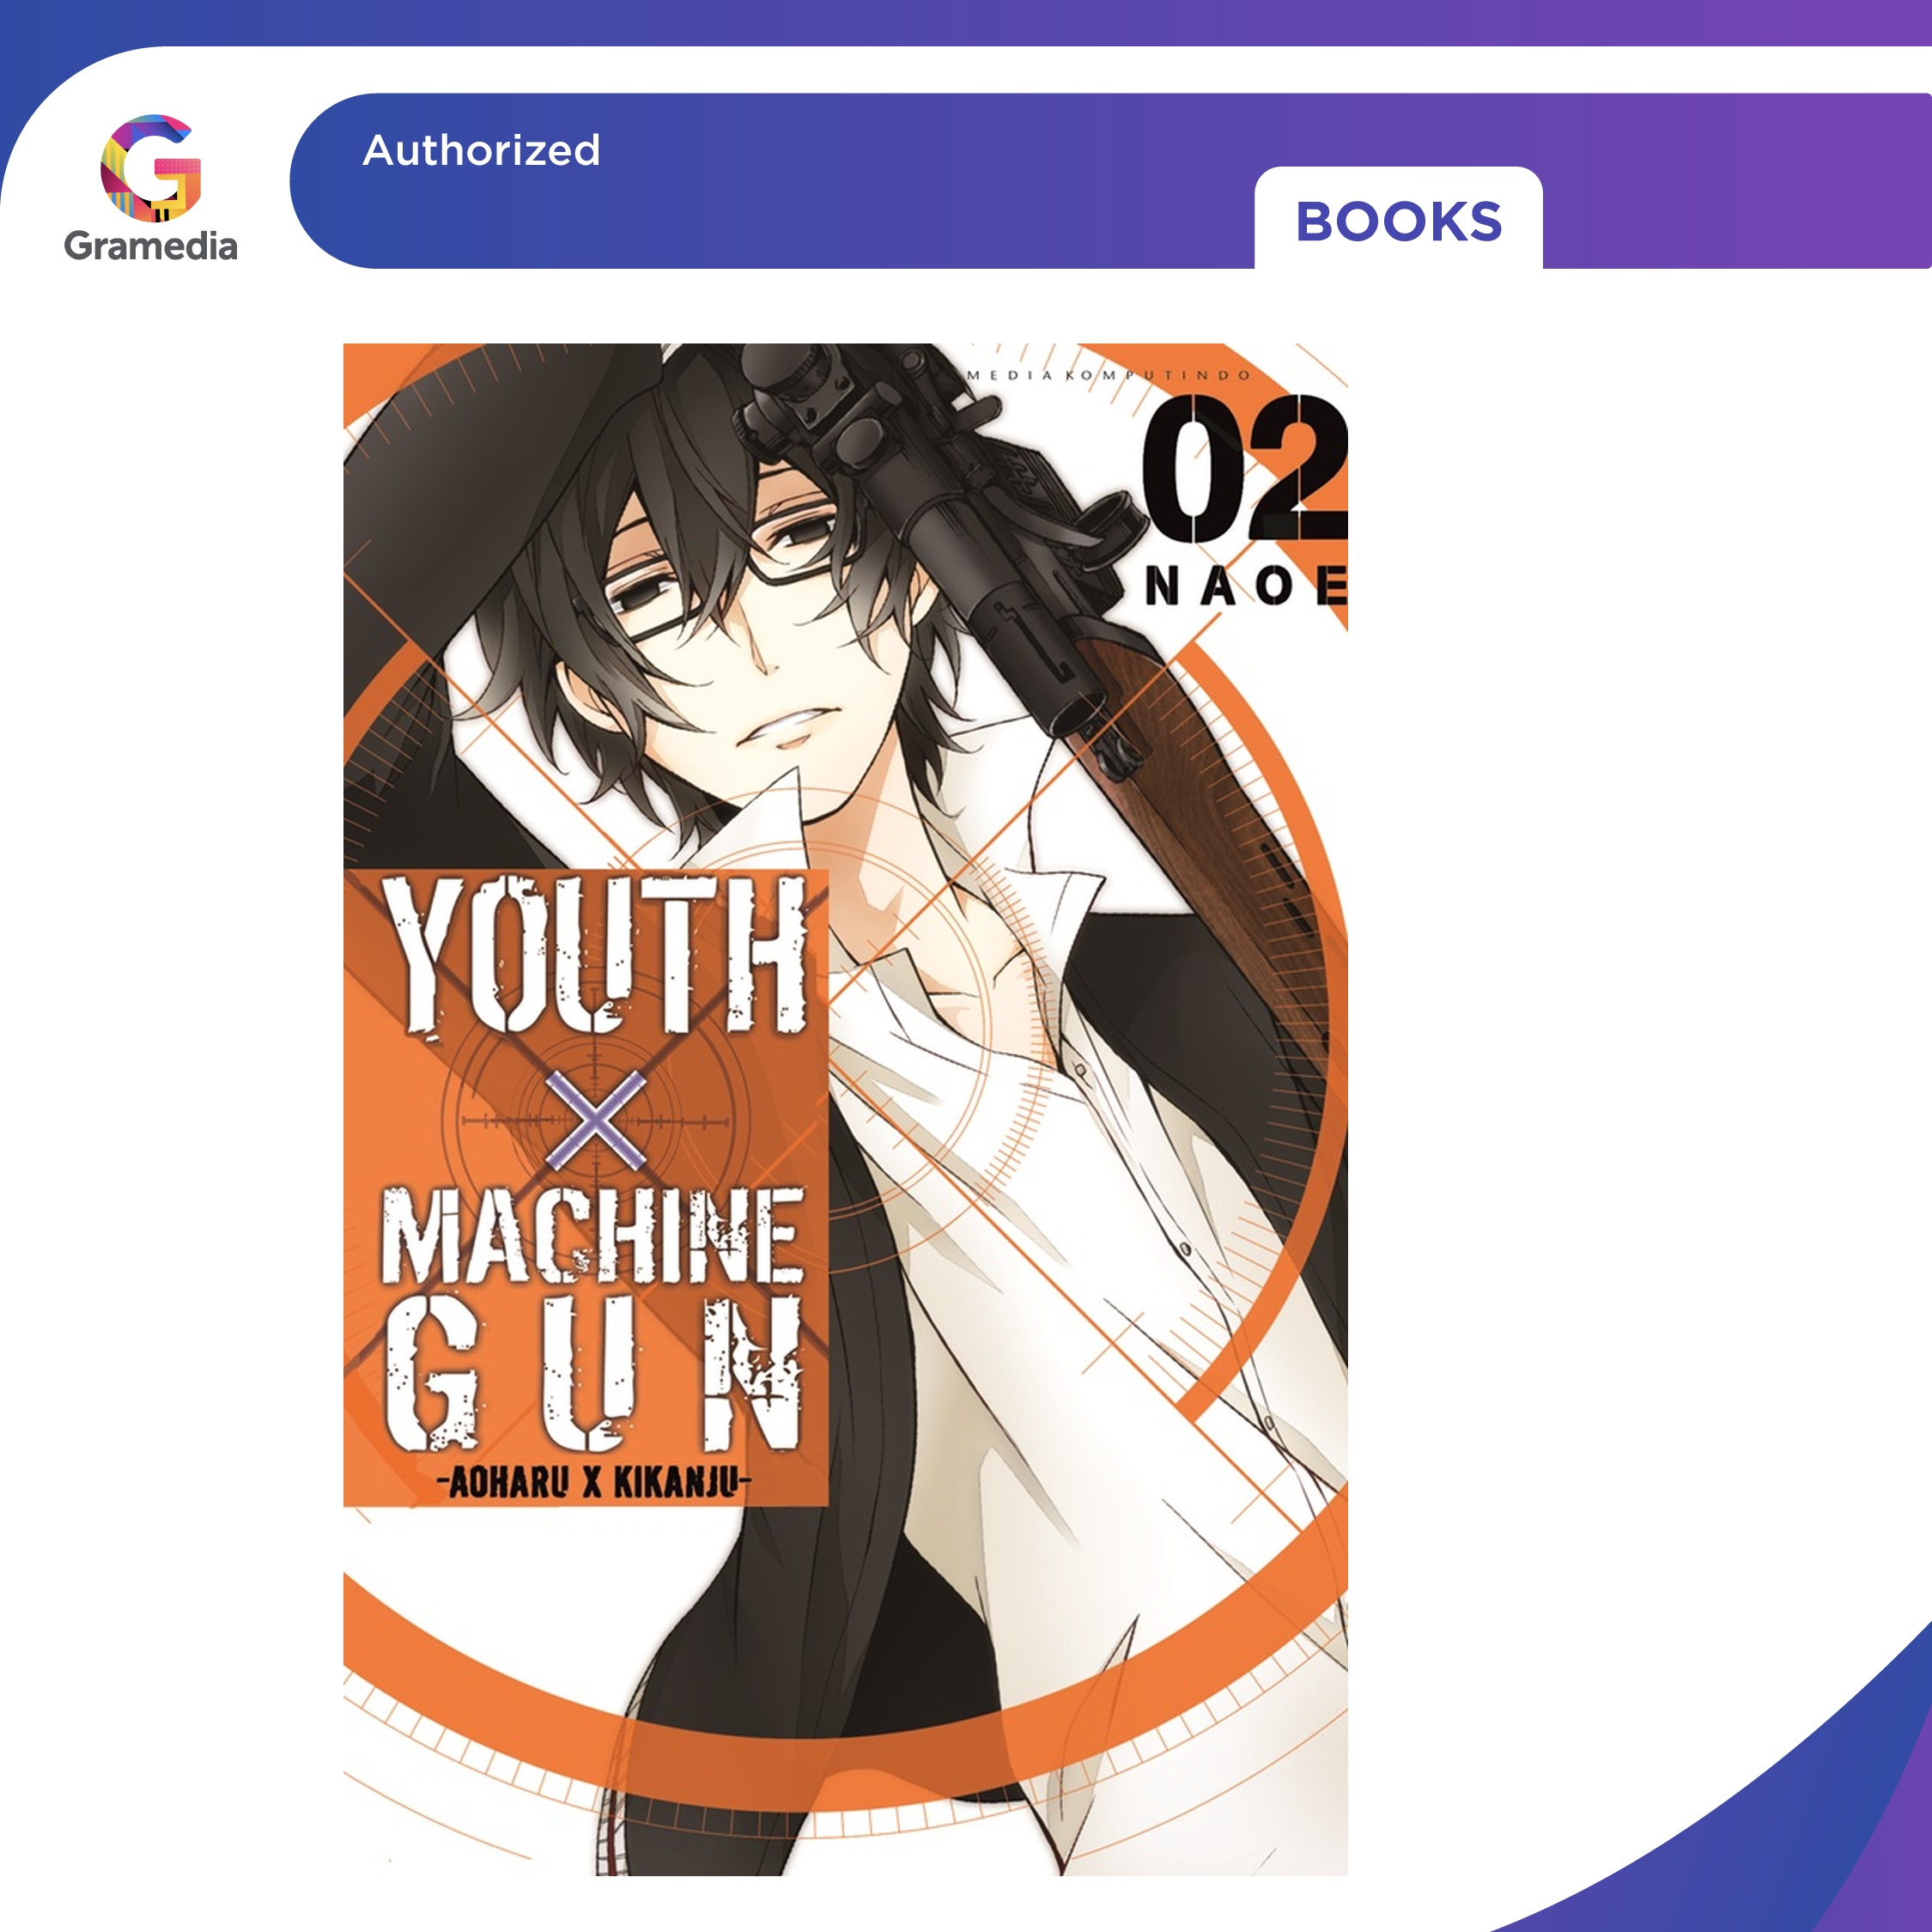 Authorized
Gramedia
BOOKS
MEDIA KOMPUTINDO
02
NAOE
YOUTH
×
MACHINE
GUN
-AOHARU X KIKANJU-